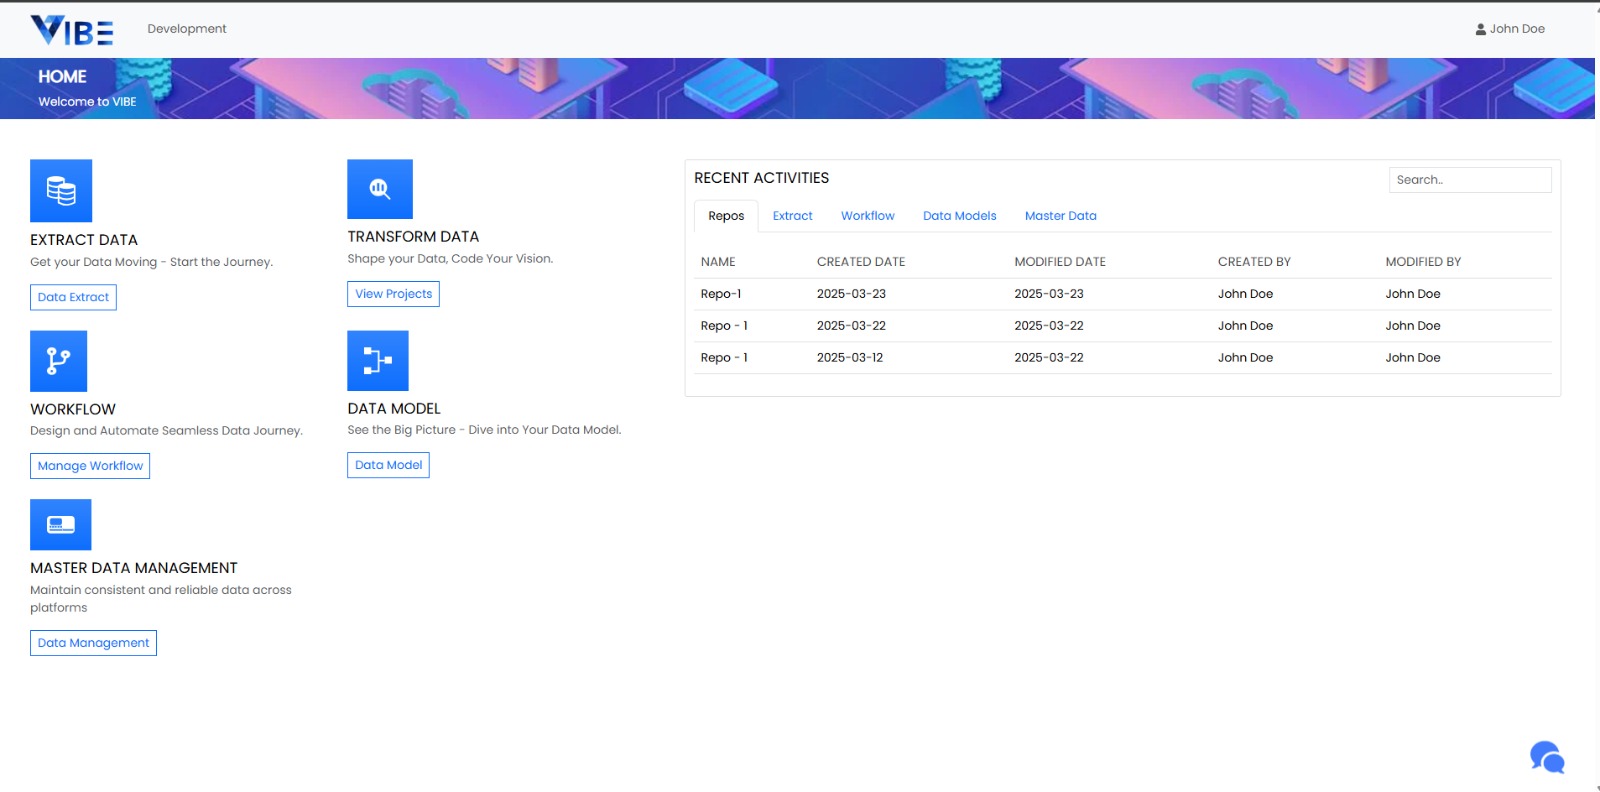 VIBE Development John Doe
HOME
Welcome to VIBE
EXTRACT DATA
Get your Data Moving - Start the Journey.
Data Extract
TRANSFORM DATA
Shape your Data, Code Your Vision.
View Projects
WORKFLOW
Design and Automate Seamless Data Journey.
Manage Workflow
DATA MODEL
See the Big Picture - Dive into Your Data Model.
Data Model
MASTER DATA MANAGEMENT
Maintain consistent and reliable data across
platforms
Data Management
RECENT ACTIVITIES Search..
Repos Extract Workflow Data Models Master Data
NAME CREATED DATE MODIFIED DATE CREATED BY MODIFIED BY
Repo-1 2025-03-23 2025-03-23 John Doe John Doe
Repo - 1 2025-03-22 2025-03-22 John Doe John Doe
Repo - 1 2025-03-12 2025-03-22 John Doe John Doe